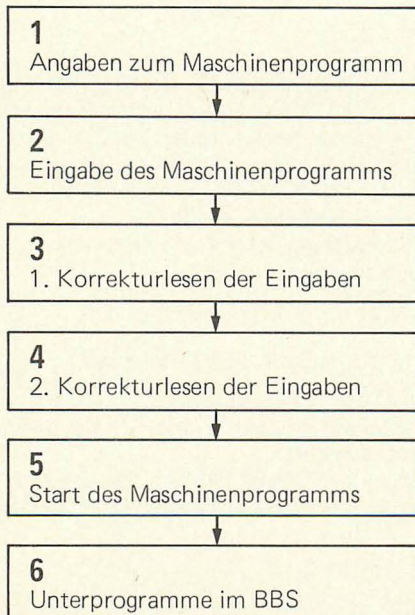 1
Angaben zum Maschinenprogramm
2
Eingabe des Maschinenprogramms
3
1. Korrekturlesen der Eingaben
4
2. Korrekturlesen der Eingaben
5
Start des Maschinenprogramms
6
Unterprogramme im BBS